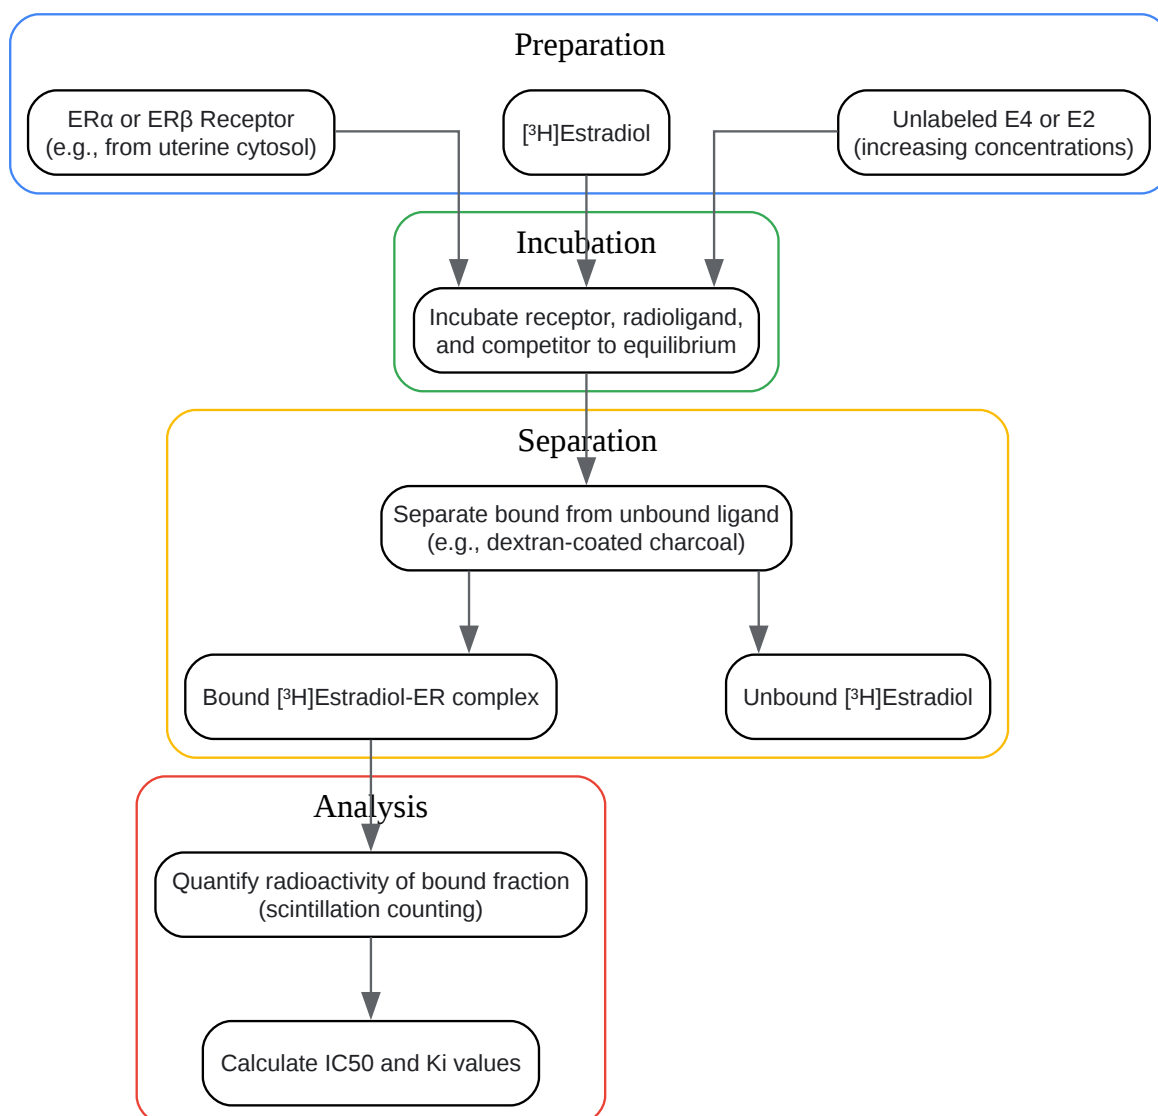 Preparation
ERα or ERβ Receptor
(e.g., from uterine cytosol)
[³H]Estradiol
Unlabeled E4 or E2
(increasing concentrations)
Incubation
Incubate receptor, radioligand,
and competitor to equilibrium
Separation
Separate bound from unbound ligand
(e.g., dextran-coated charcoal)
Bound [³H]Estradiol-ER complex
Unbound [³H]Estradiol
Analysis
Quantify radioactivity of bound fraction
(scintillation counting)
Calculate IC50 and Ki values